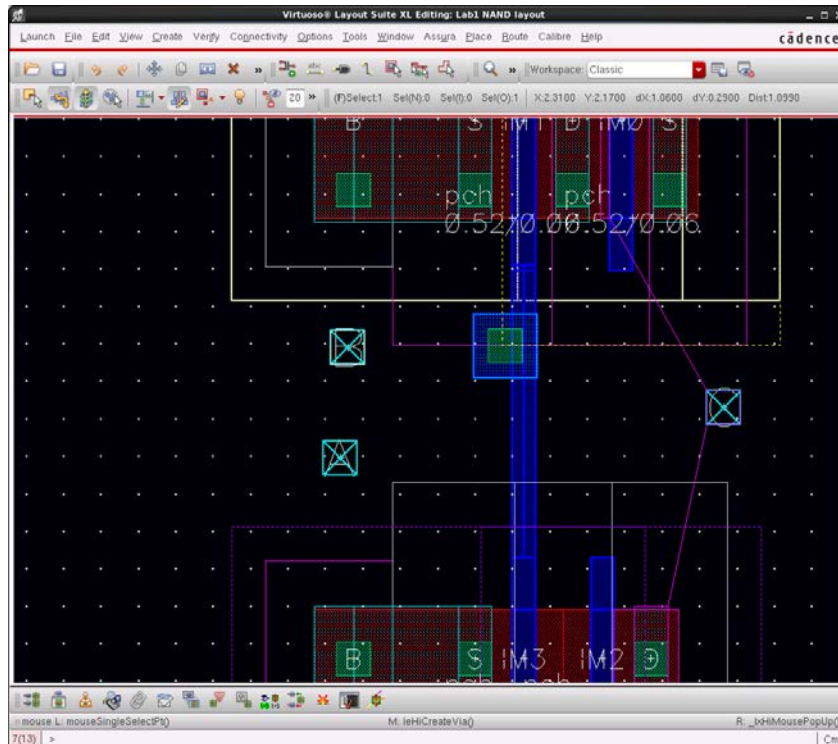 Virtuoso® Layout Suite XL Editing: Lab1 NAND layout
Launch File Edit View Create Verify Connectivity Options Tools Window Assura Place Route Calibre Help
cādence
» » Workspace: Classic
20 » (F)Select:1 Sel(N):0 Sel(I):0 Sel(O):1 X:2.3100 Y:2.1700 dX:1.0600 dY:0.2900 Dist:1.0990
B S IM1 D IM0 S
pch pch
0.52/0.06 0.52/0.06
B
A
B S IM3 IM2 D
mouse L: mouseSingleSelectPt() M: leHiCreateVia() R: _lxHiMousePopUp()
7(13) >